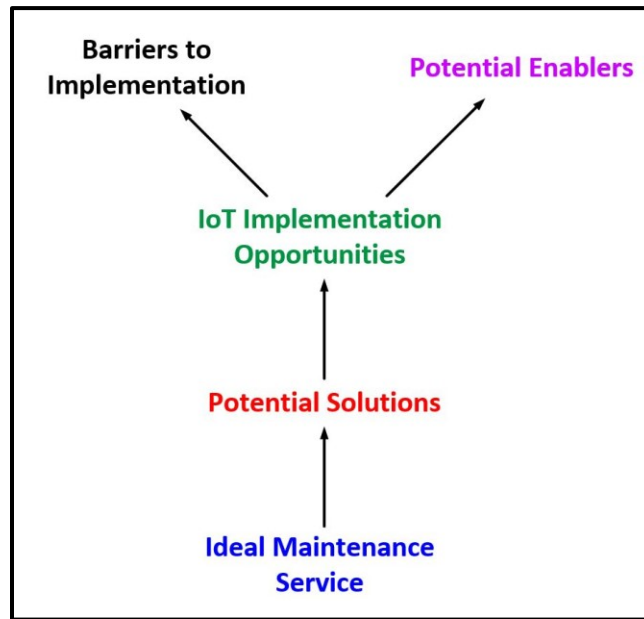 Barriers to
Implementation
Potential Enablers
IoT Implementation
Opportunities
Potential Solutions
Ideal Maintenance
Service